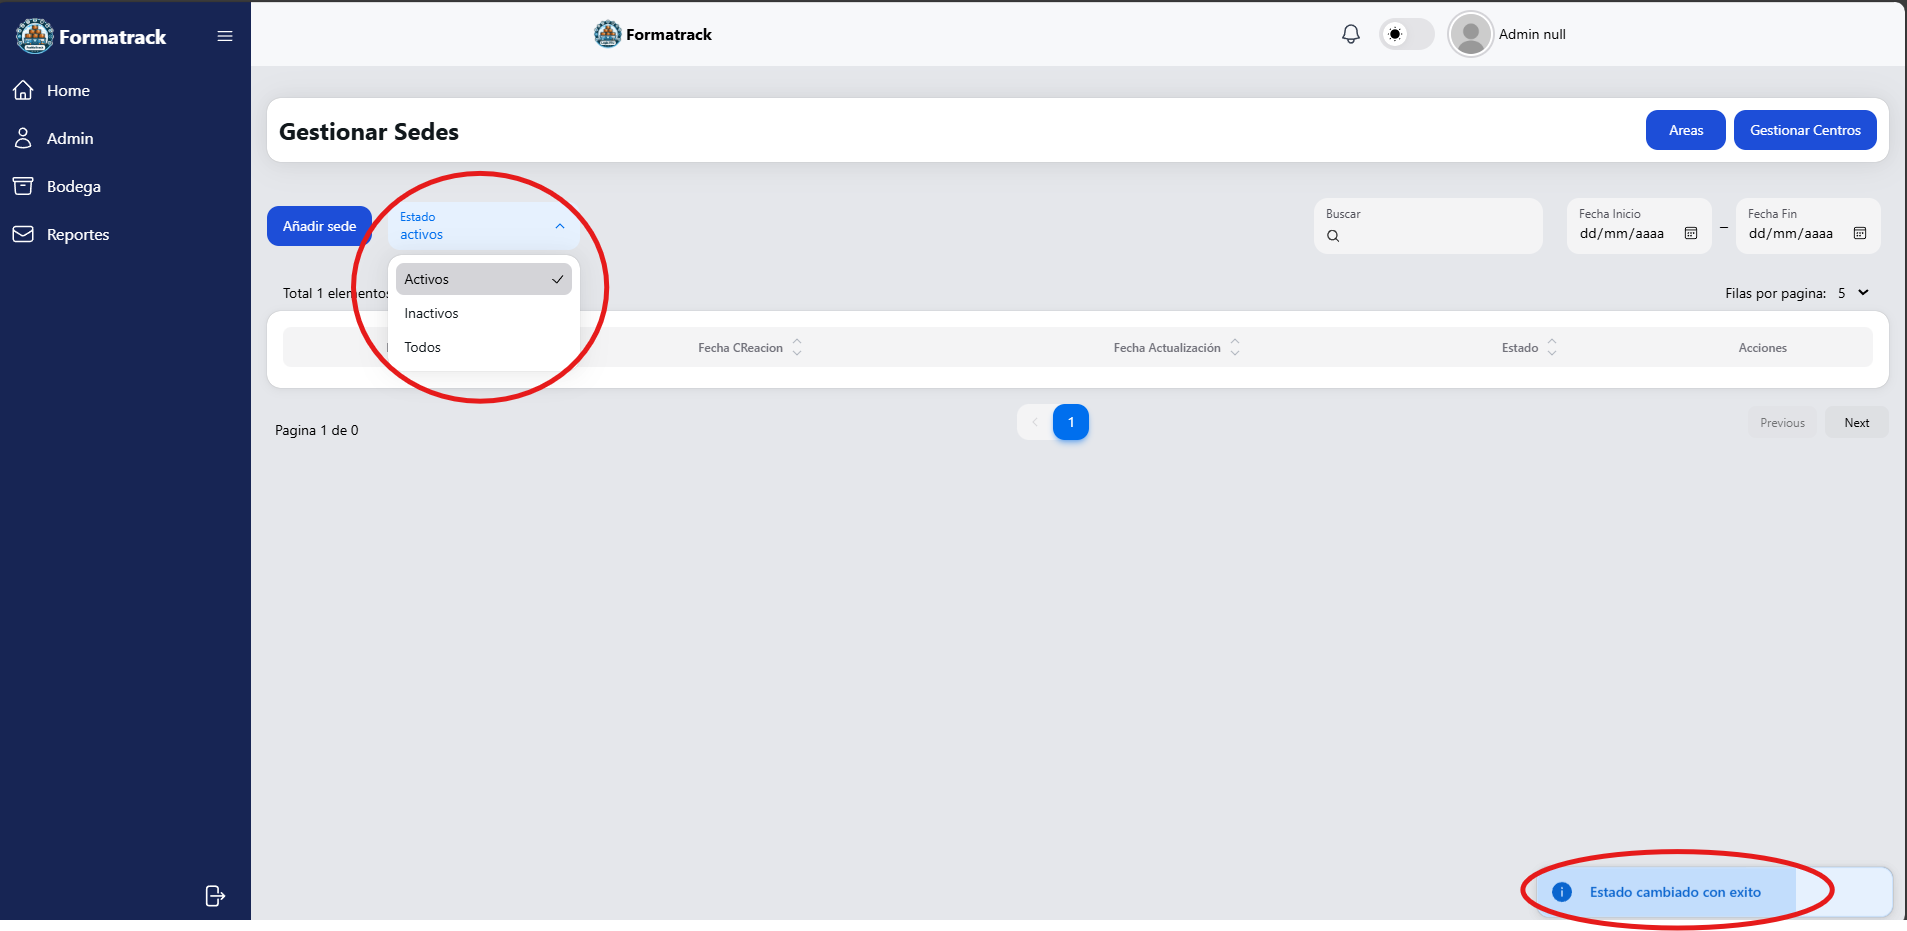 Formatrack
Formatrack
Admin null
Home
Admin
Bodega
Reportes
Gestionar Sedes
Areas
Gestionar Centros
Añadir sede
Estado
activos
Activos
Inactivos
Todos
Buscar
Fecha Inicio
dd/mm/aaaa
–
Fecha Fin
dd/mm/aaaa
Total 1 elementos
Filas por pagina: 5
Fecha CReacion
Fecha Actualización
Estado
Acciones
Pagina 1 de 0
1
Previous
Next
Estado cambiado con exito